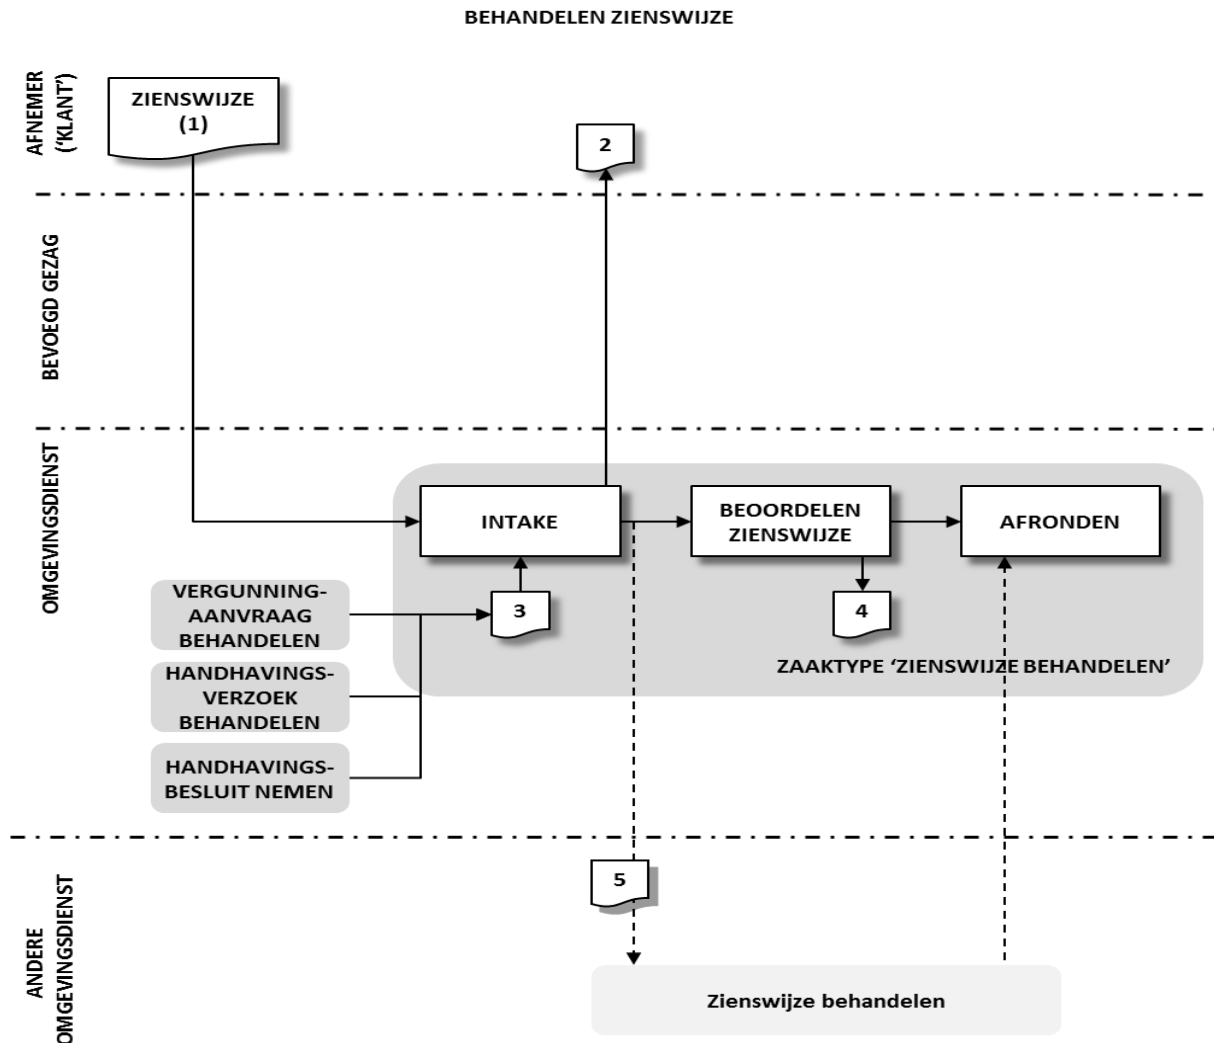 BEHANDELEN ZIENSWIJZE
AFNEMER
(‘KLANT’)
ZIENSWIJZE
(1)
2
BEVOEGD GEZAG
OMGEVINGSDIENST
INTAKE
BEOORDELEN
ZIENSWIJZE
AFRONDEN
3
4
ZAAKTYPE ‘ZIENSWIJZE BEHANDELEN’
VERGUNNING-
AANVRAAG
BEHANDELEN
HANDHAVINGS-
VERZOEK
BEHANDELEN
HANDHAVINGS-
BESLUIT NEMEN
ANDERE
OMGEVINGSDIENST
5
Zienswijze behandelen